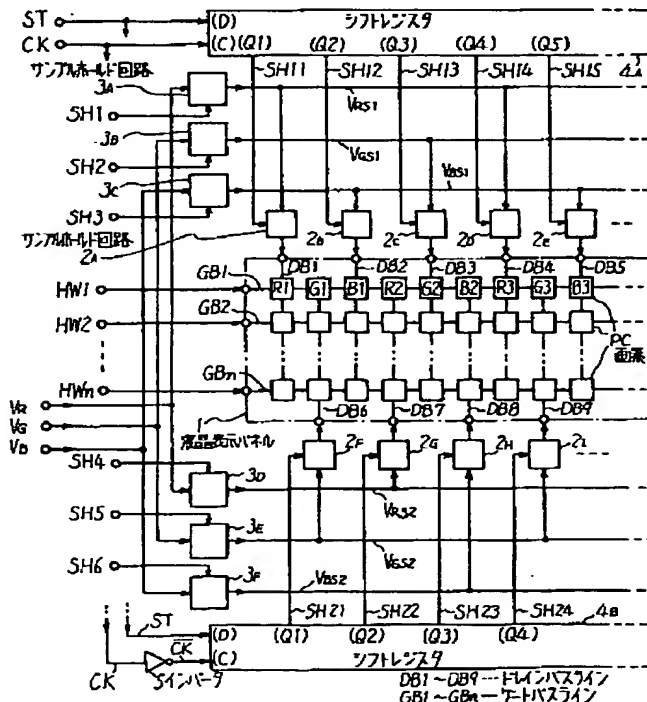 ST (D) シフトレジスタ
CK (C) (Q1) (Q2) (Q3) (Q4) (Q5)
サンプルホールド回路 SH11 SH12 SH13 SH14 SH15 4A
3A VRS1
SH1
3B VGS1
SH2
3C VBS1
SH3
サンプルホールド回路
2A 2B 2C 2D 2E
GB1 DB1 DB2 DB3 DB4 DB5
HW1 R1 G1 B1 R2 G2 B2 R3 G3 B3
HW2 GB2 PC
画素
HWn GBn
VR DB6 DB7 DB8 DB9
VG 1
VB 液晶表示パネル
SH4 2F 2G 2H 2I
3D VRS2
SH5
3E VGS2
SH6
3F VBS2
SH21 SH22 SH23 SH24 4B
ST (D) (Q1) (Q2) (Q3) (Q4)
CK CK (C) シフトレジスタ
5インバータ
DB1~DB9…ドレインバスライン
GB1~GBn—ゲートバスライン